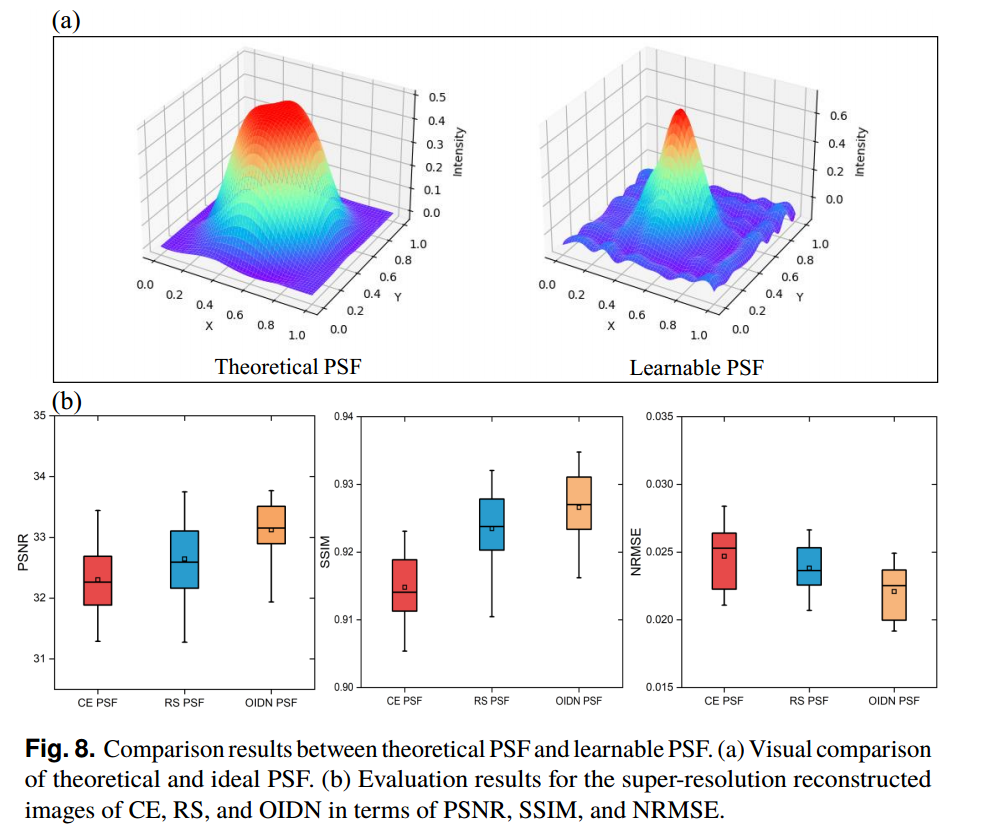 (a)
0.5
0.4
0.3
0.2
0.1
0.0
Intensity
0.0
0.2
0.4
0.6
0.8
1.0
X
0.0
0.2
0.4
0.6
0.8
1.0
Y
Theoretical PSF
0.6
0.4
0.2
0.0
Intensity
0.0
0.2
0.4
0.6
0.8
1.0
X
0.0
0.2
0.4
0.6
0.8
1.0
Y
Learnable PSF
(b)
PSNR
35
34
33
32
31
CE PSF RS PSF OIDN PSF
SSIM
0.94
0.93
0.92
0.91
0.90
CE PSF RS PSF OIDN PSF
NRMSE
0.035
0.030
0.025
0.020
0.015
CE PSF RS PSF OIDN PSF
Fig. 8. Comparison results between theoretical PSF and learnable PSF. (a) Visual comparison
of theoretical and ideal PSF. (b) Evaluation results for the super-resolution reconstructed
images of CE, RS, and OIDN in terms of PSNR, SSIM, and NRMSE.